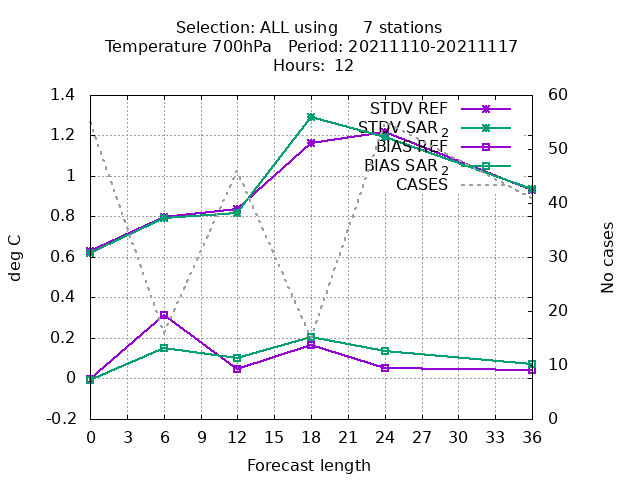 Selection: ALL using     7 stations
Temperature 700hPa   Period: 20211110-20211117
Hours: 12
1.4
1.2
1
0.8
0.6
0.4
0.2
0
-0.2
deg C
60
50
40
30
20
10
0
No cases
STDV REF
STDV SAR 2
BIAS REF
BIAS SAR 2
CASES
0 3 6 9 12 15 18 21 24 27 30 33 36
Forecast length